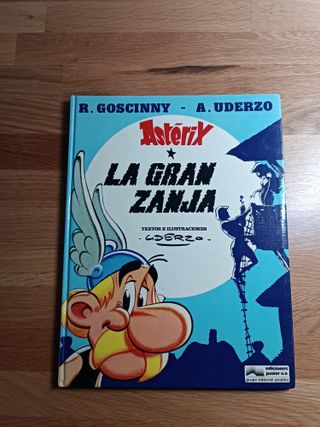 R. GOSCINNY - A. UDERZO
Astérix
LA GRAN
ZANJA
TEXTOS E ILUSTRACIONES
·UDERZO·
ediciones
junior s.a.
grupo editorial grijalbo